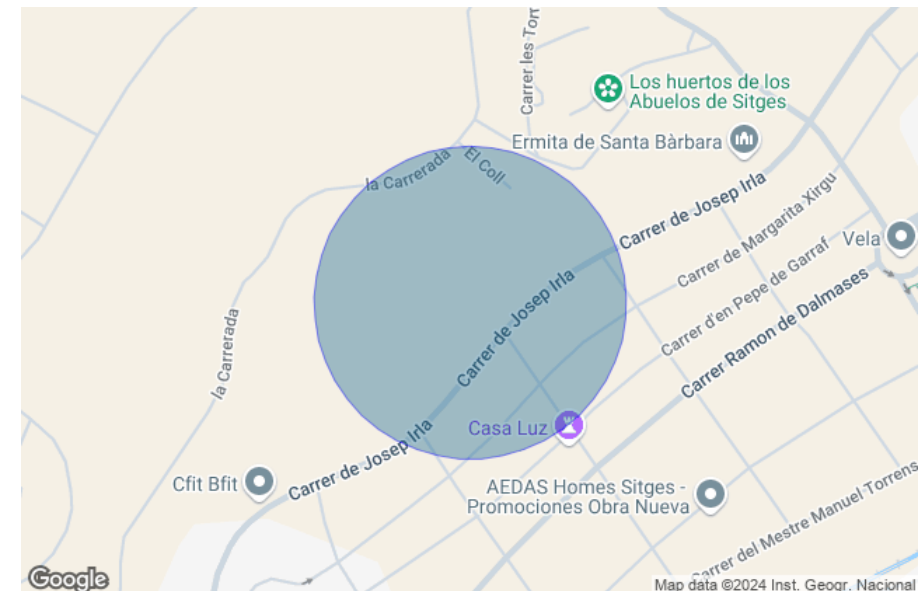 Carrer les Torr
Los huertos de los
Abuelos de Sitges
Ermita de Santa Bàrbara
la Carrerada
El Coll
Carrer de Josep Irla
Carrer de Margarita Xirgu
Vela
Carrer d'en Pepe de Garraf
Carrer de Josep Irla
Carrer Ramon de Dalmases
la Carrerada
Casa Luz
Carrer de Josep Irla
Cfit Bfit
AEDAS Homes Sitges -
Promociones Obra Nueva
Carrer del Mestre Manuel Torrens
Google
Map data ©2024 Inst. Geogr. Nacional